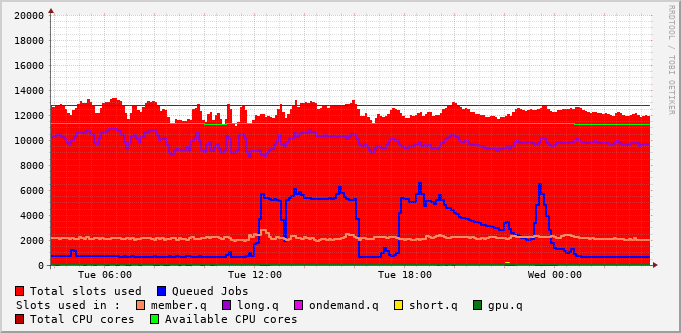 20000
18000
16000
14000
12000
10000
8000
6000
4000
2000
0
Tue 06:00 Tue 12:00 Tue 18:00 Wed 00:00
RRDTOOL / TOBI OETIKER
Total slots used Queued Jobs
Slots used in : member.q long.q ondemand.q short.q gpu.q
Total CPU cores Available CPU cores